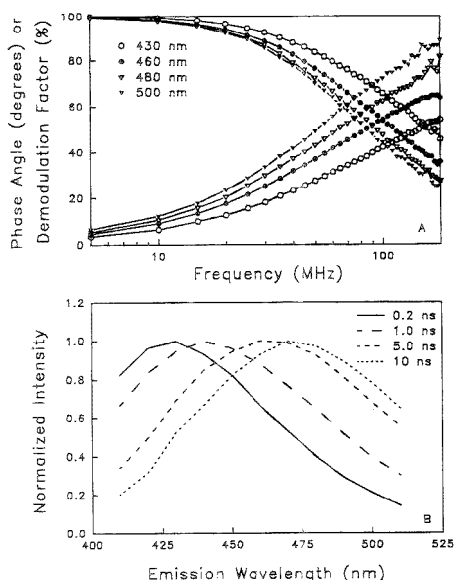 Phase Angle (degrees) or
Demodulation Factor (%)
100
80
60
40
20
0
430 nm
460 nm
480 nm
500 nm
A
10
100
Frequency (MHz)
Normalized Intensity
1.2
1.0
0.8
0.6
0.4
0.2
0.0
0.2 ns
1.0 ns
5.0 ns
10 ns
B
400
425
450
475
500
525
Emission Wavelength (nm)